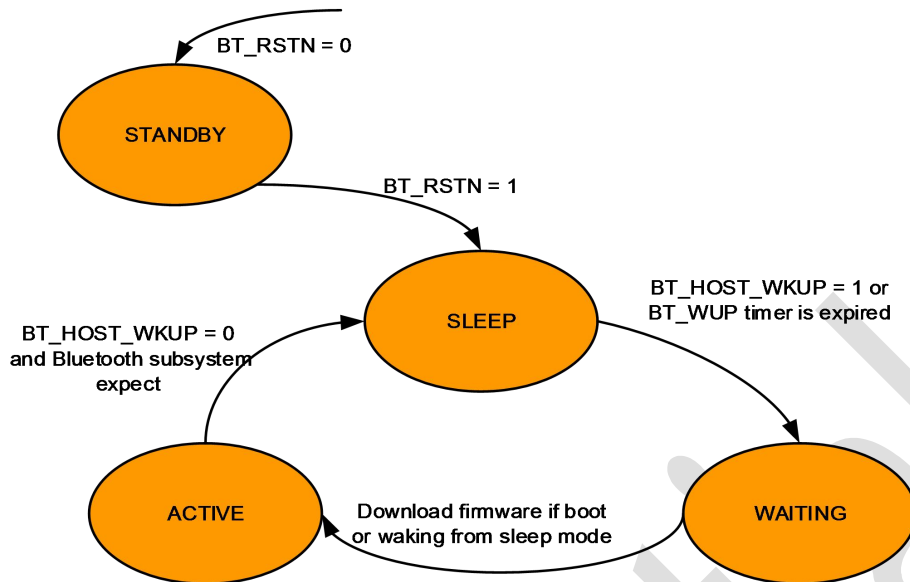 BT_RSTN = 0
STANDBY
BT_RSTN = 1
BT_HOST_WKUP = 1 or
BT_WUP timer is expired
SLEEP
BT_HOST_WKUP = 0
and Bluetooth subsystem
expect
ACTIVE
Download firmware if boot
or waking from sleep mode
WAITING